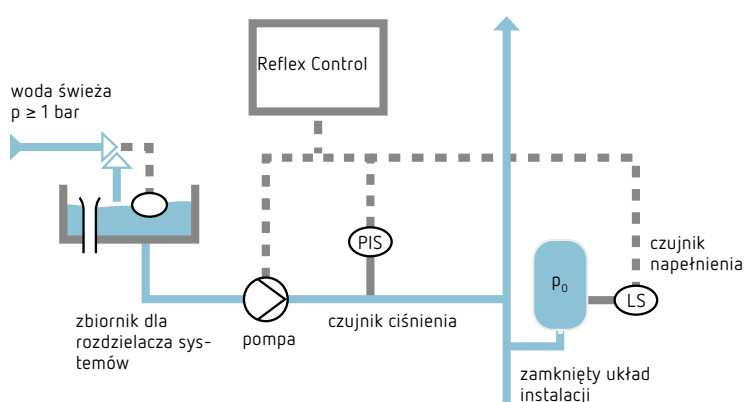 Reflex Control
woda świeża
p ≥ 1 bar
PIS
czujnik
napełnienia
p₀
LS
zbiornik dla
rozdzielacza sys-
temów
pompa
czujnik ciśnienia
zamknięty układ
instalacji